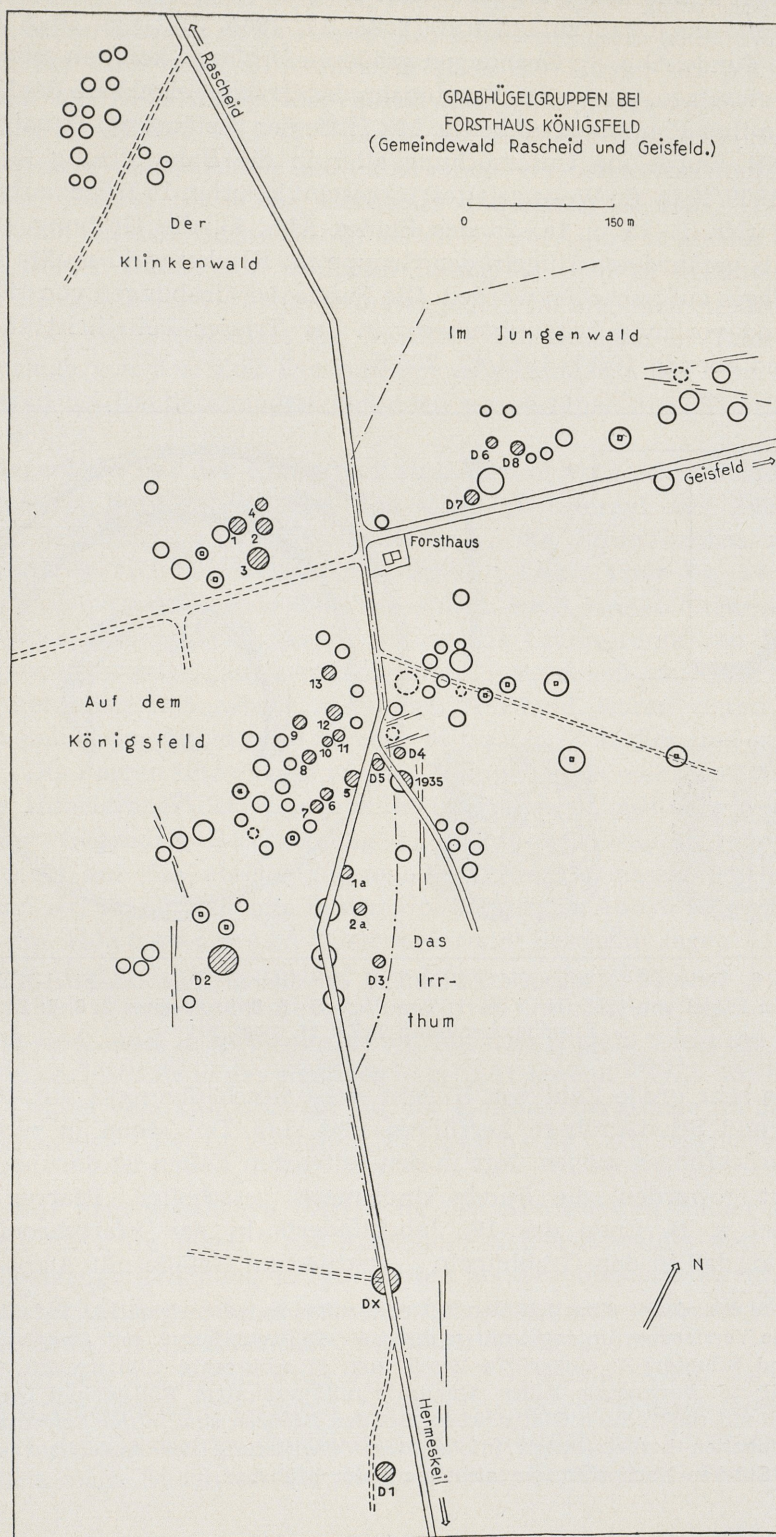 Rascheid
GRABHÜGELGRUPPEN BEI
FORSTHAUS KÖNIGSFELD
(Gemeindewald Rascheid und Geisfeld.)
0 150 m
Der
Klinkenwald
Im Jungenwald
D6
D8
D7
Geisfeld
4
1
2
3
Forsthaus
13
Auf dem
Königsfeld
12
9
10
11
8
D4
D5
1935
5
7
6
1a
2a
D2
D3
Das
Irr-
thum
N
DX
Hermeskeil
D1